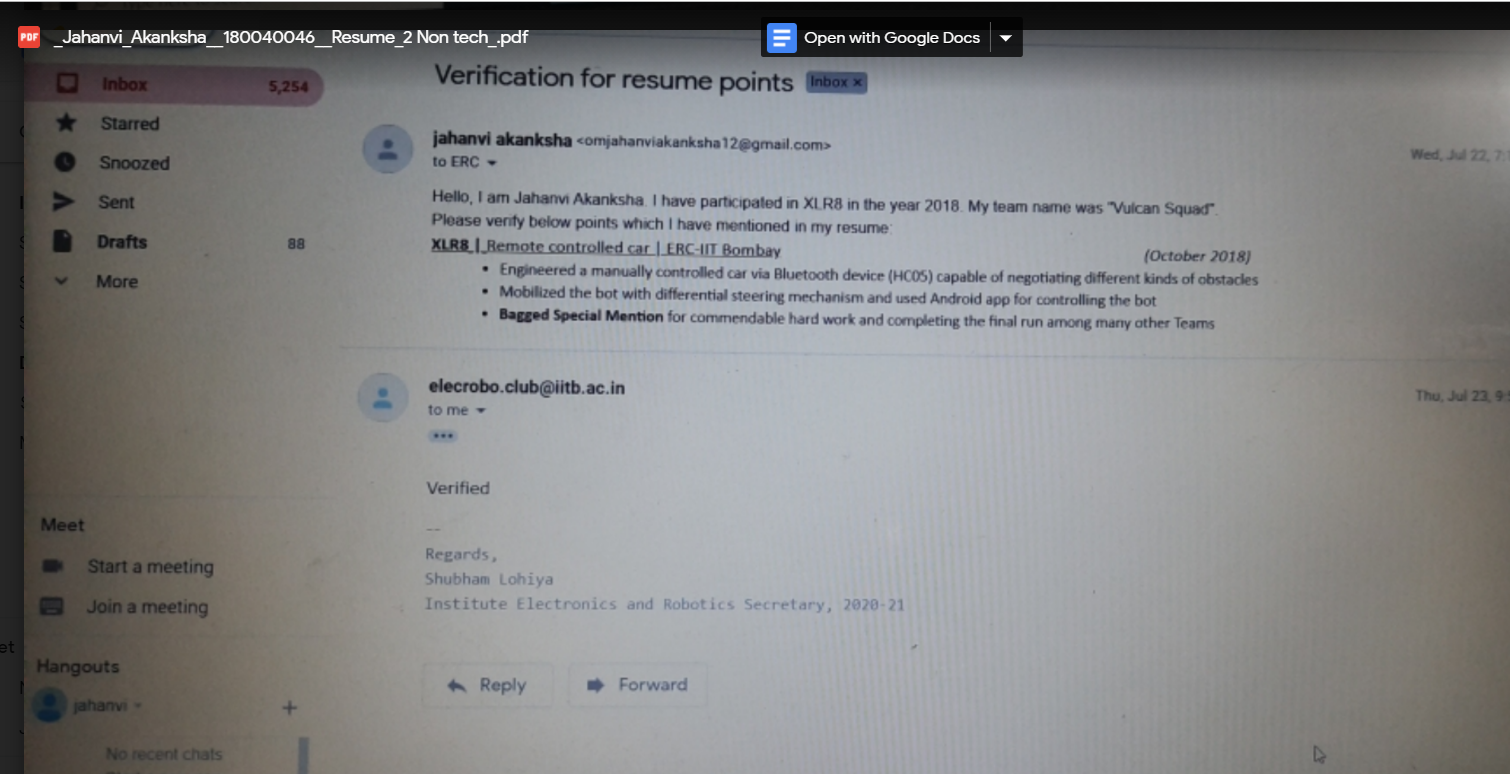 PDF _Jahanvi_Akanksha__180040046__Resume_2 Non tech_.pdf
Open with Google Docs
Inbox 5,254
Starred
Snoozed
Sent
Drafts 88
More
Verification for resume points Inbox ×
jahanvi akanksha <omjahanviakanksha12@gmail.com>
Wed, Jul 22, 7:
to ERC
Hello, I am Jahanvi Akanksha. I have participated in XLR8 in the year 2018. My team name was "Vulcan Squad".
Please verify below points which I have mentioned in my resume:
XLR8 | Remote controlled car | ERC-IIT Bombay (October 2018)
• Engineered a manually controlled car via Bluetooth device (HC05) capable of negotiating different kinds of obstacles
• Mobilized the bot with differential steering mechanism and used Android app for controlling the bot
• Bagged Special Mention for commendable hard work and completing the final run among many other Teams
elecrobo.club@iitb.ac.in
Thu, Jul 23, 9:
to me
•••
Verified
--
Regards,
Shubham Lohiya
Institute Electronics and Robotics Secretary, 2020-21
Reply Forward
Meet
Start a meeting
Join a meeting
Hangouts
jahanvi +
No recent chats